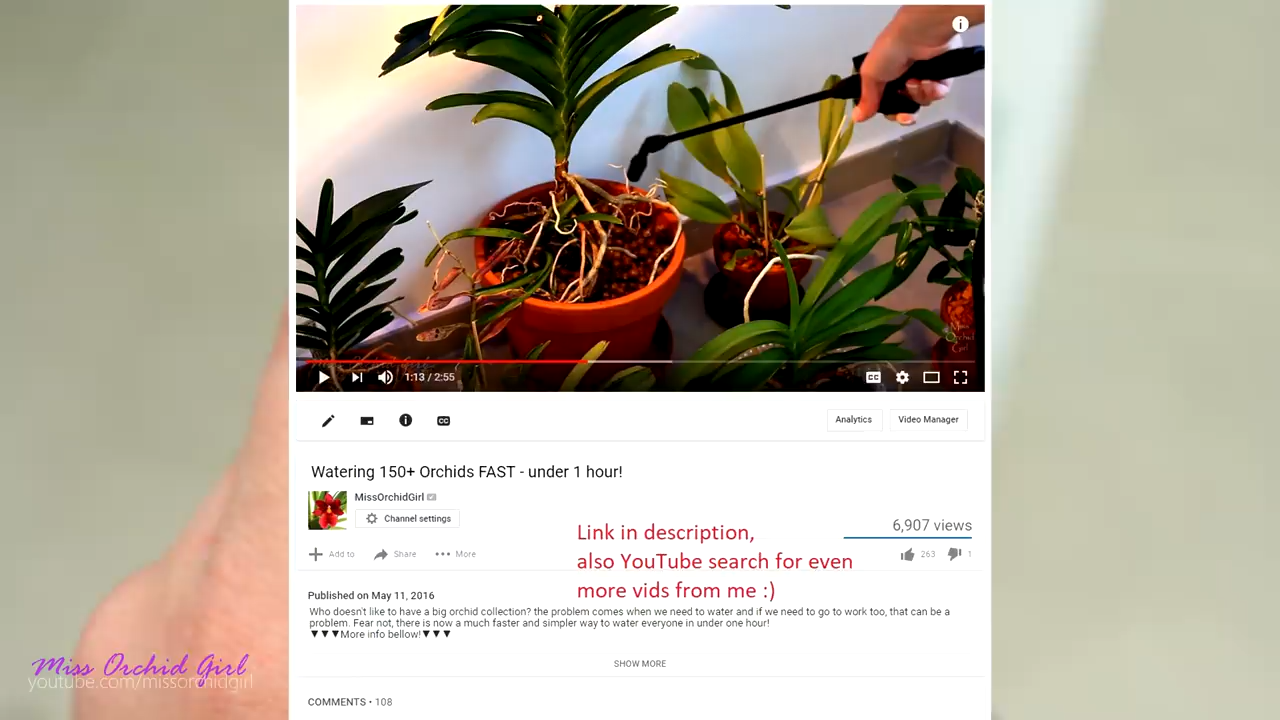 1:13 / 2:55
CC
CC
Analytics
Video Manager
Watering 150+ Orchids FAST - under 1 hour!
MissOrchidGirl
Channel settings
6,907 views
Link in description,
also YouTube search for even
more vids from me :)
Add to
Share
More
263
1
Published on May 11, 2016
Who doesn't like to have a big orchid collection? the problem comes when we need to water and if we need to go to work too, that can be a
problem. Fear not, there is now a much faster and simpler way to water everyone in under one hour!
▼▼▼More info bellow!▼▼▼
SHOW MORE
COMMENTS • 108
Miss Orchid Girl
youtube.com/missorchidgirl
Miss
Orchid
Girl